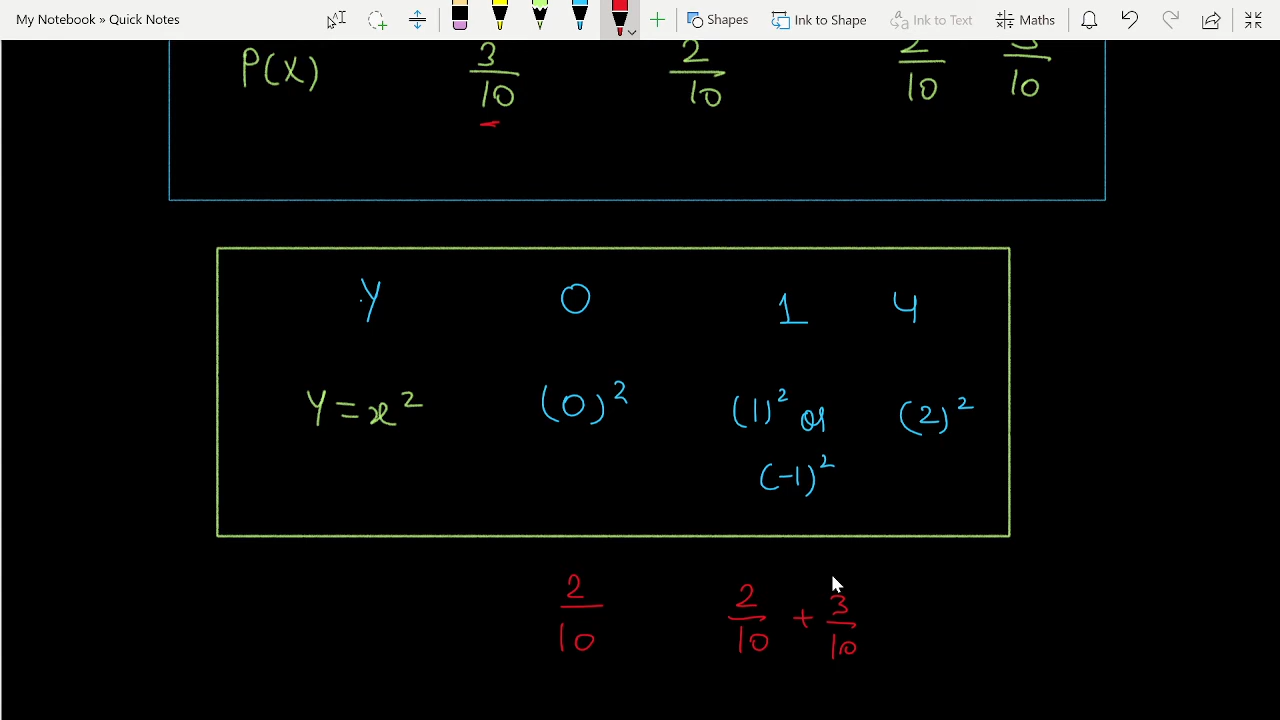 My Notebook » Quick Notes Shapes Ink to Shape Ink to Text Maths
P(X) 3/10 2/10 2/10 3/10
Y 0 1 4
Y = x² (0)² (1)² or (2)²
(-1)²
2/10 2/10 + 3/10